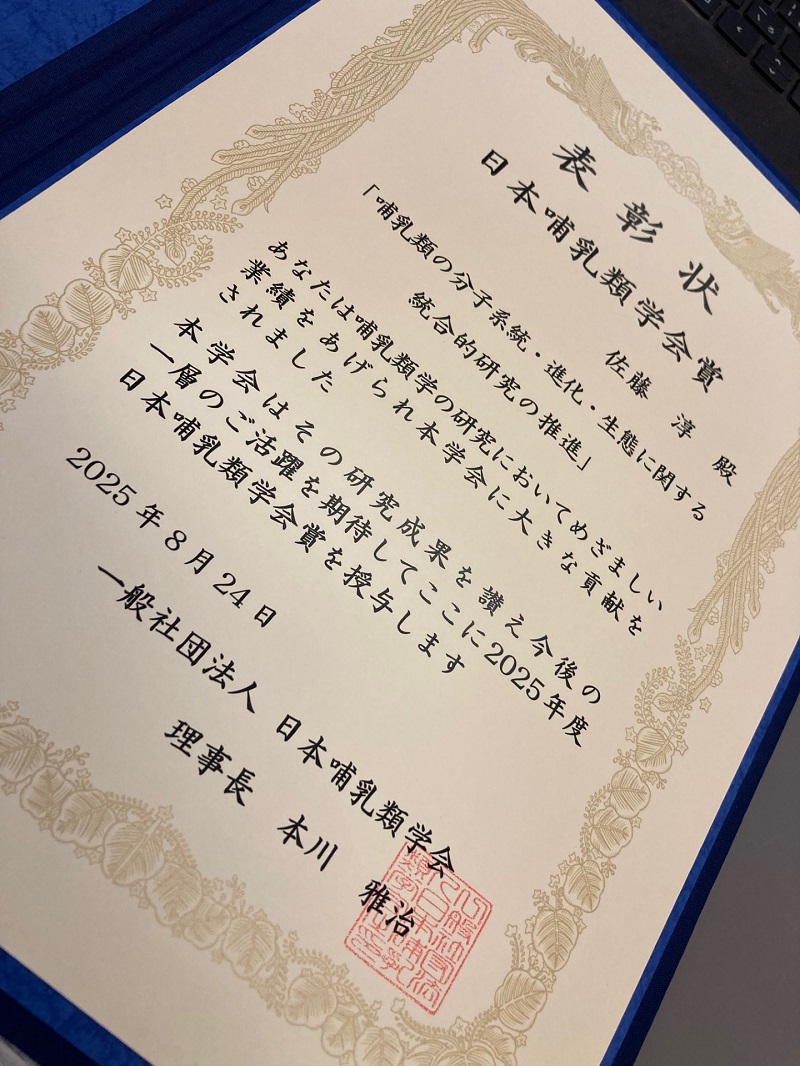 表彰状
日本哺乳類学会賞
佐藤 淳 殿
「哺乳類の分子系統・進化・生態に関する
統合的研究の推進」
あなたは哺乳類学の研究においてめざましい
業績をあげられ本学会に大きな貢献を
されました
本学会はその研究成果を讃え今後の
一層のご活躍を期待してここに2025年度
日本哺乳類学会賞を授与します
2025年8月24日
一般社団法人 日本哺乳類学会
理事長 本川 雅治